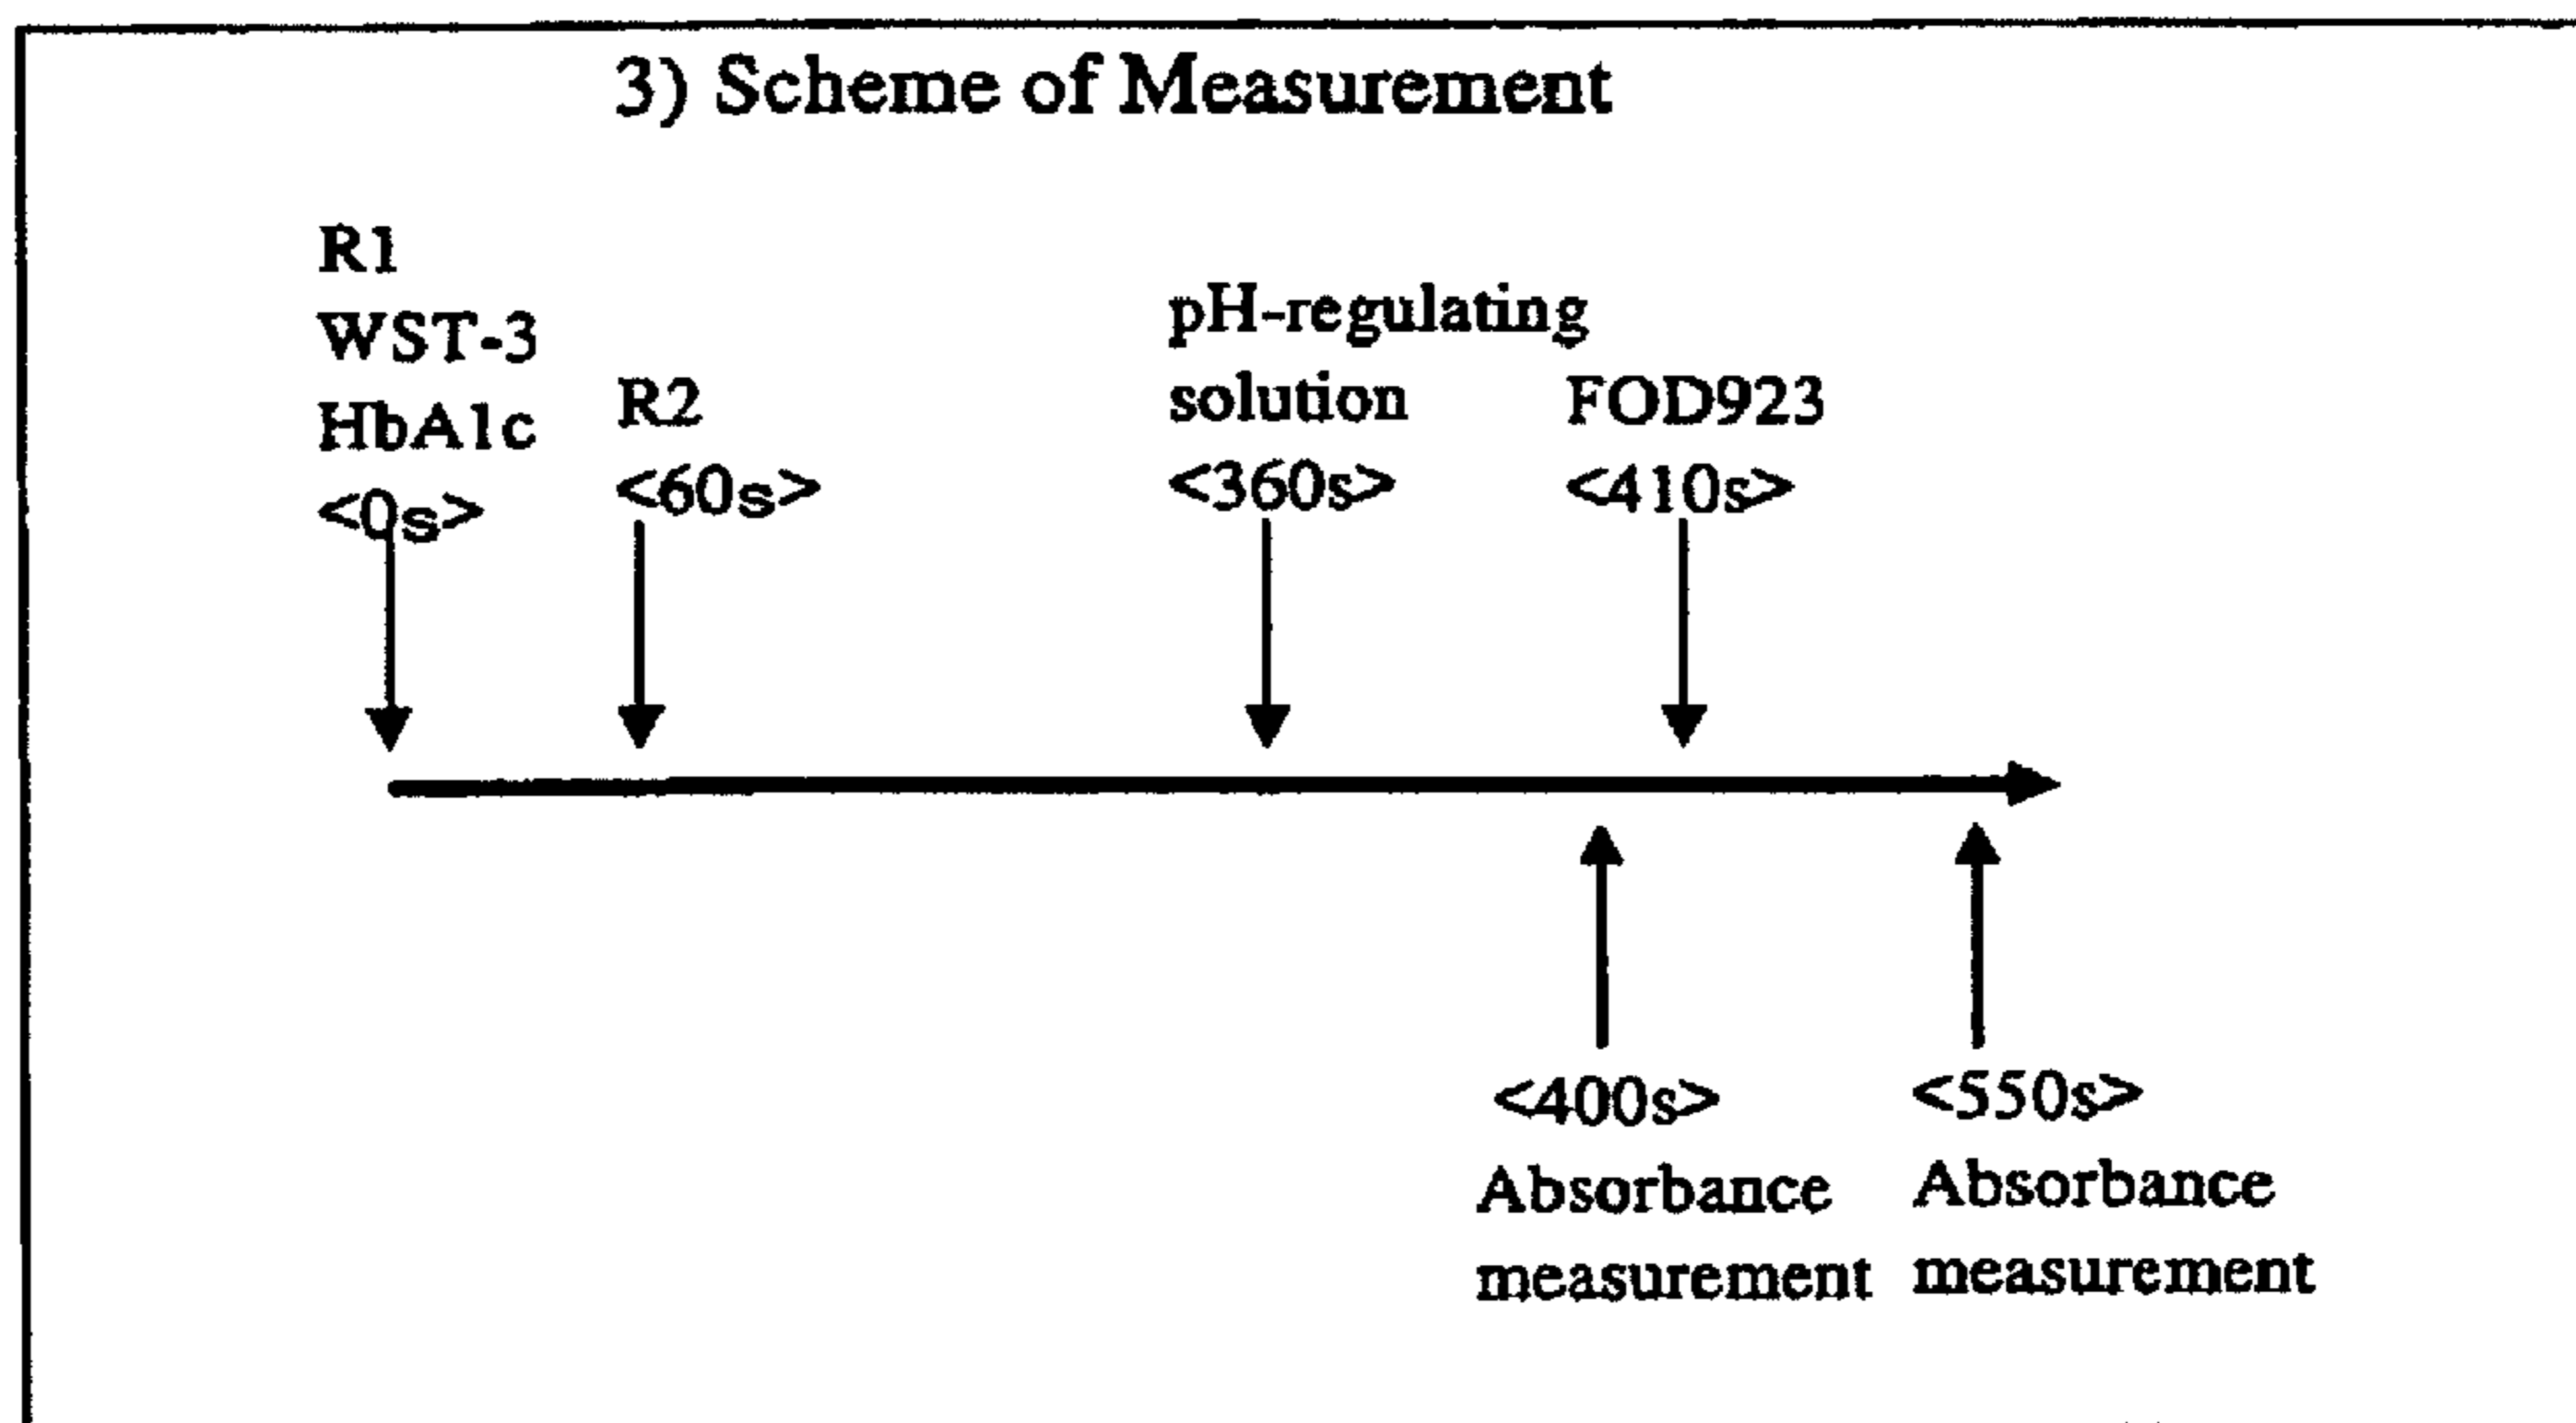 3) Scheme of Measurement
R1
WST-3
HbA1c
<0s>
R2
<60s>
pH-regulating
solution
<360s>
FOD923
<410s>
<400s>
Absorbance
measurement
<550s>
Absorbance
measurement